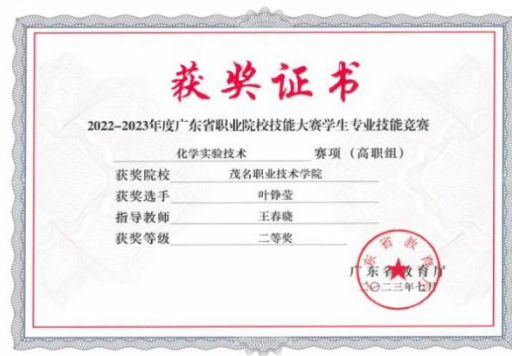 获奖证书
2022-2023年度广东省职业院校技能大赛学生专业技能竞赛
化学实验技术 赛项（高职组）
获奖院校 茂名职业技术学院
获奖选手 叶铮莹
指导教师 王春晓
获奖等级 二等奖
广东省教育厅
二〇二三年七月